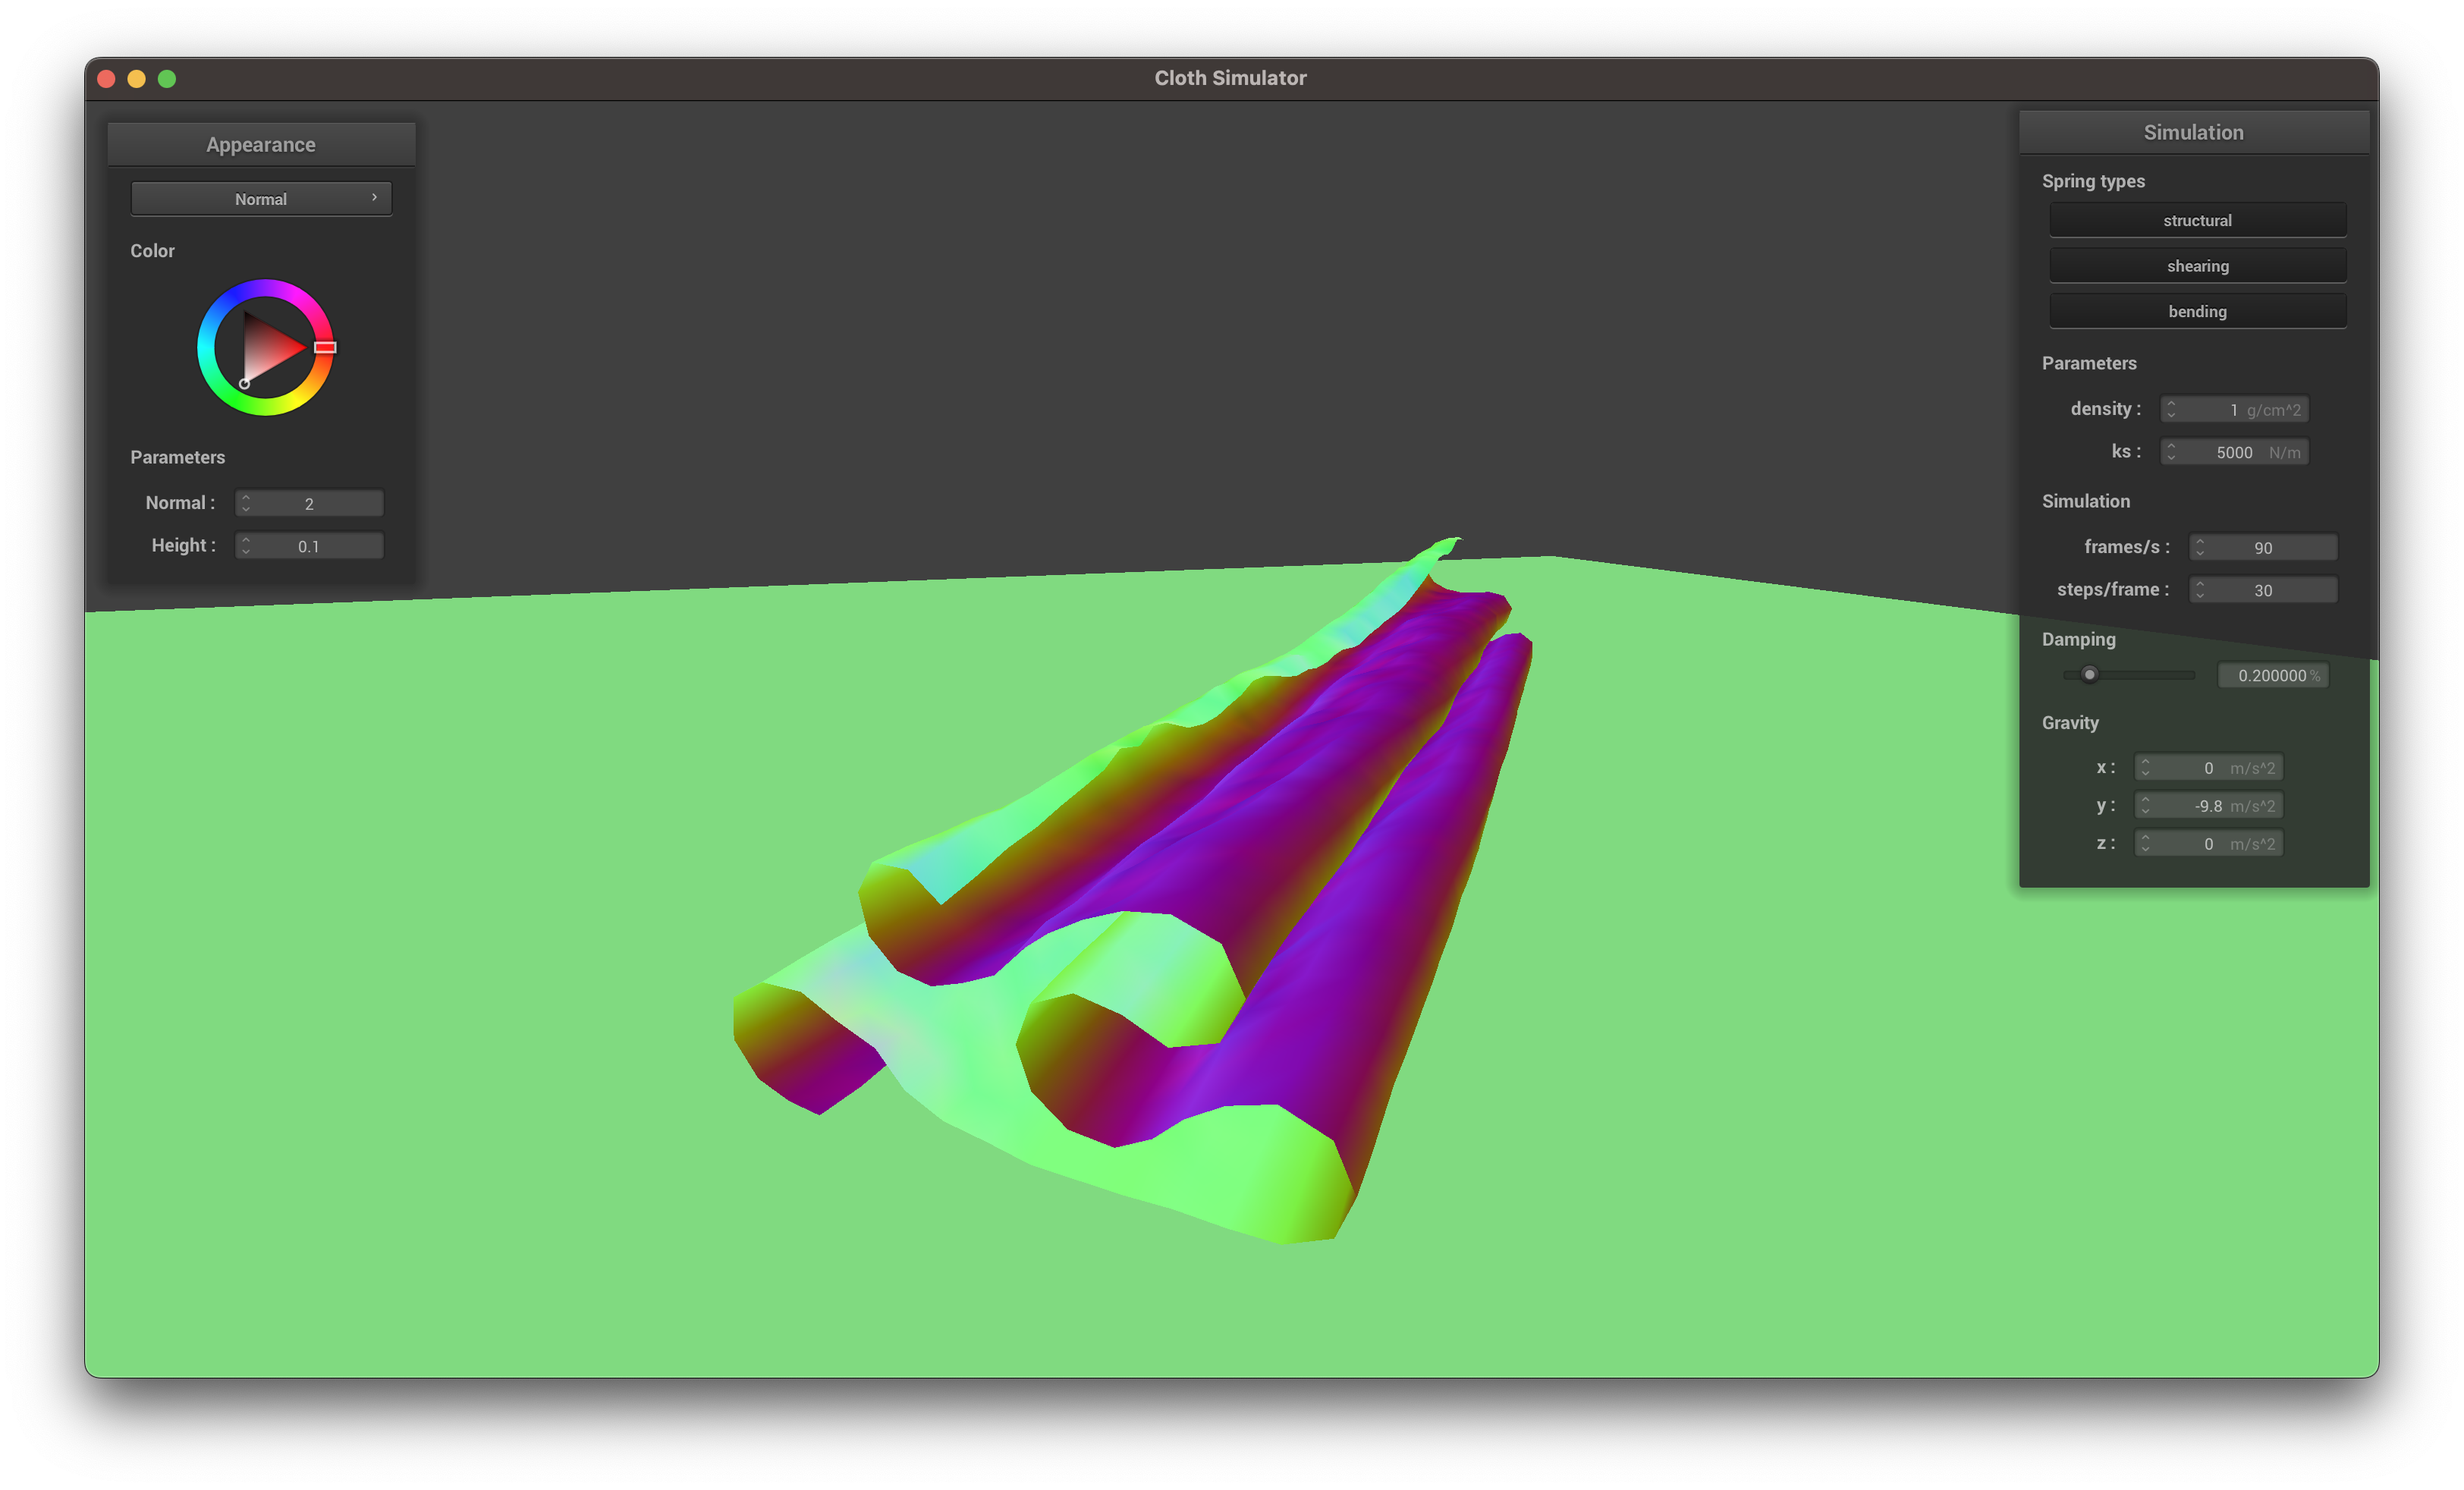 Cloth Simulator
Appearance
Normal
Color
Parameters
Normal :
2
Height :
0.1
Simulation
Spring types
structural
shearing
bending
Parameters
density : 1 g/cm^2
ks : 5000 N/m
Simulation
frames/s : 90
steps/frame : 30
Damping
0.200000 %
Gravity
x : 0 m/s^2
y : -9.8 m/s^2
z : 0 m/s^2